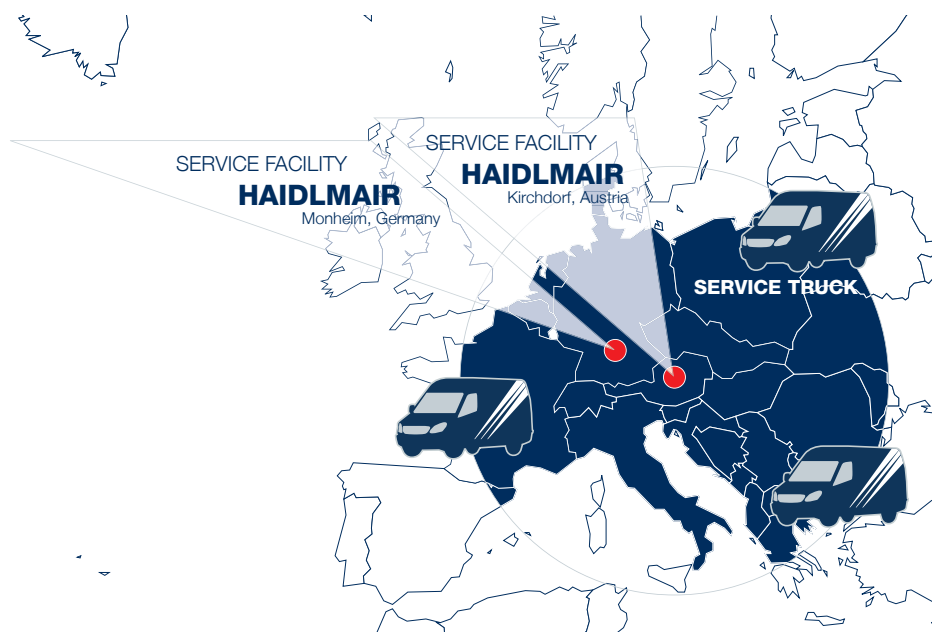 SERVICE FACILITY
HAIDLMAIR
Monheim, Germany
SERVICE FACILITY
HAIDLMAIR
Kirchdorf, Austria
SERVICE TRUCK